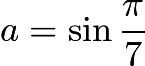 a = sin π/7